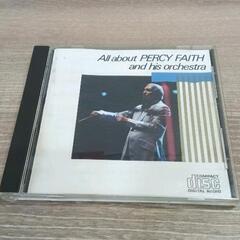 All about PERCY FAITH
and his orchestra
COMPACT
disc
DIGITAL AUDIO